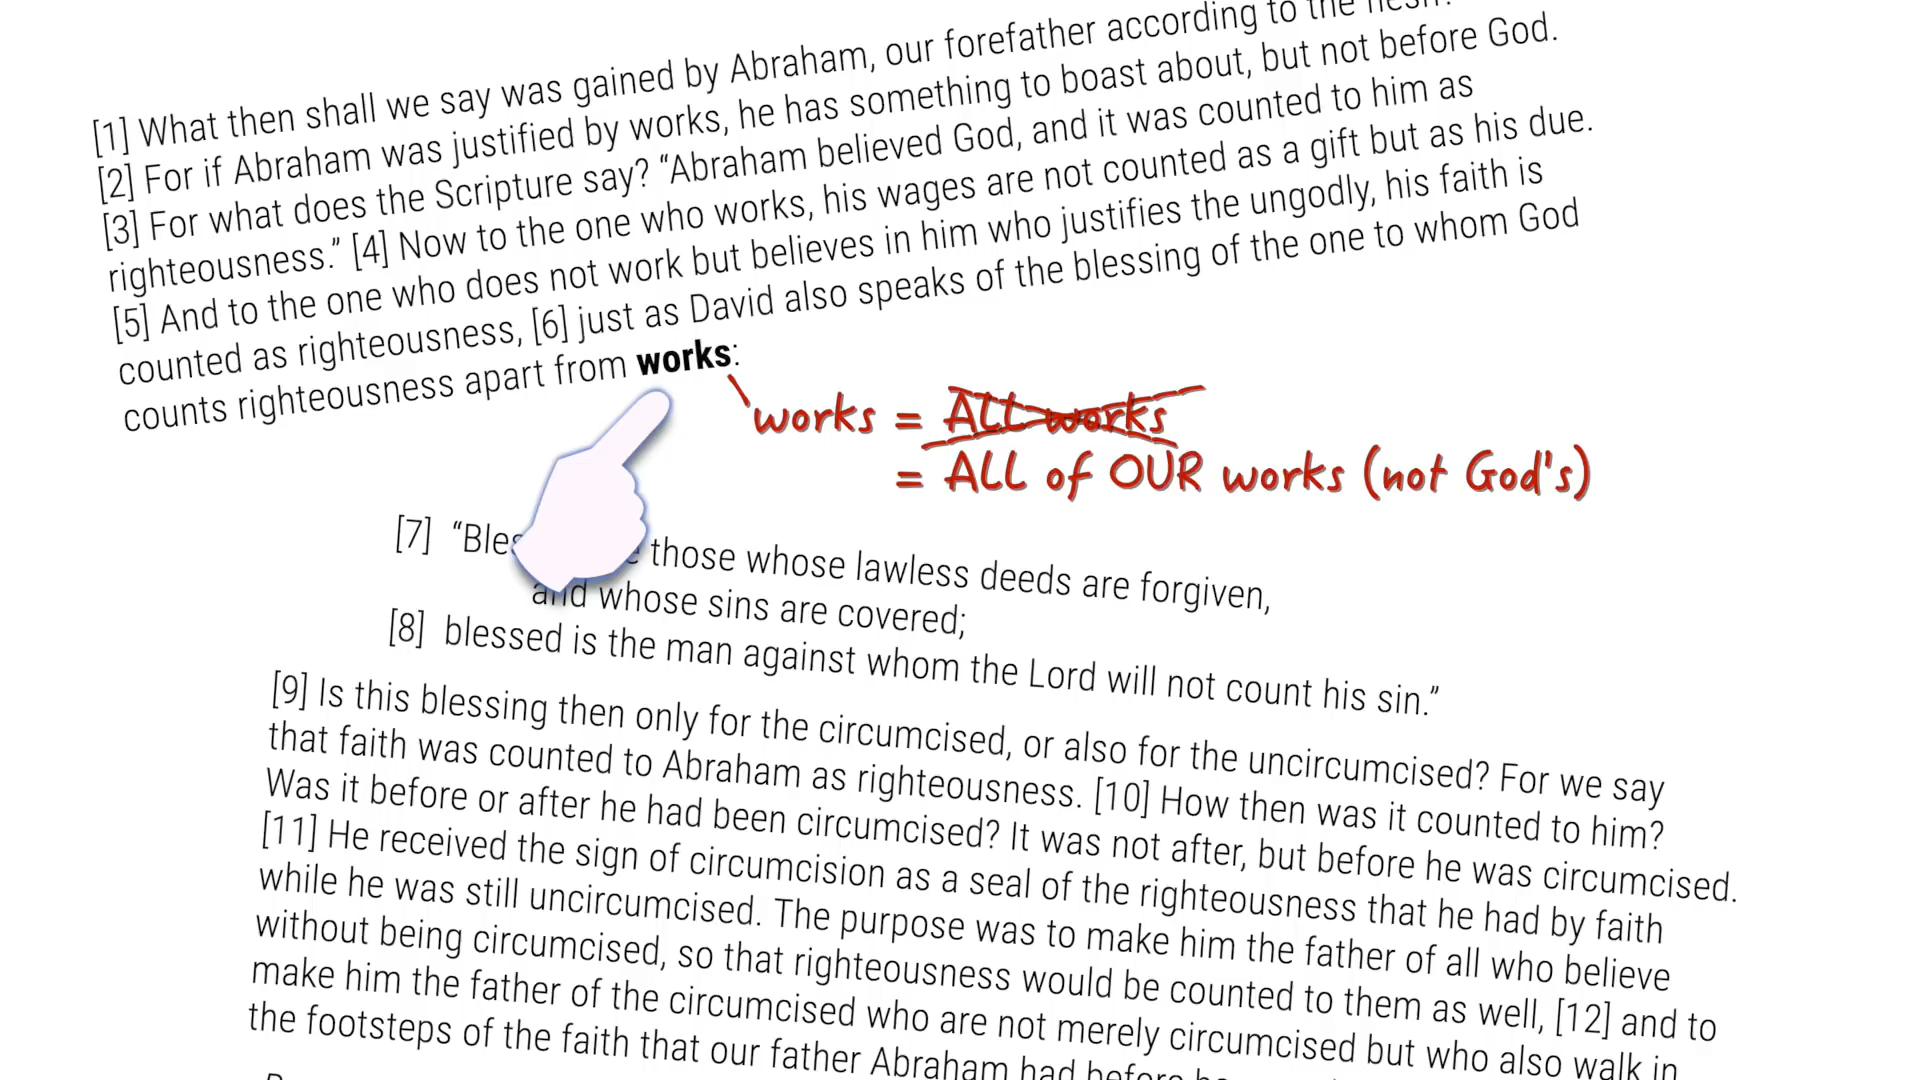 [1] What then shall we say was gained by Abraham, our forefather according to the flesh?
[2] For if Abraham was justified by works, he has something to boast about, but not before God.
[3] For what does the Scripture say? “Abraham believed God, and it was counted to him as
righteousness.” [4] Now to the one who works, his wages are not counted as a gift but as his due.
[5] And to the one who does not work but believes in him who justifies the ungodly, his faith is
counted as righteousness, [6] just as David also speaks of the blessing of the one to whom God
counts righteousness apart from works:
works = ALL works
= ALL of OUR works (not God's)
[7] “ those whose lawless deeds are forgiven,
and whose sins are covered;
[8] blessed is the man against whom the Lord will not count his sin.”
[9] Is this blessing then only for the circumcised, or also for the uncircumcised? For we say
that faith was counted to Abraham as righteousness. [10] How then was it counted to him?
Was it before or after he had been circumcised? It was not after, but before he was circumcised.
[11] He received the sign of circumcision as a seal of the righteousness that he had by faith
while he was still uncircumcised. The purpose was to make him the father of all who believe
without being circumcised, so that righteousness would be counted to them as well, [12] and to
make him the father of the circumcised who are not merely circumcised but who also walk in
the footsteps of the faith that our father Abraham had before